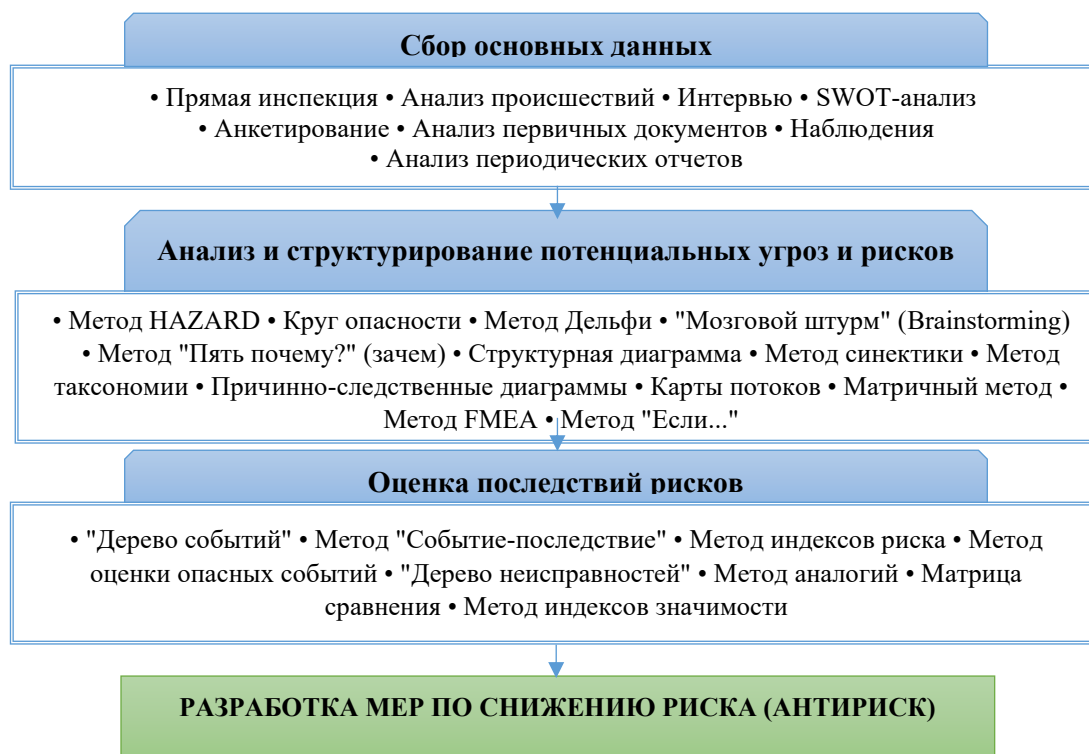 Сбор основных данных
• Прямая инспекция • Анализ происшествий • Интервью • SWOT-анализ
• Анкетирование • Анализ первичных документов • Наблюдения
• Анализ периодических отчетов
Анализ и структурирование потенциальных угроз и рисков
• Метод HAZARD • Круг опасности • Метод Дельфи • "Мозговой штурм" (Brainstorming)
• Метод "Пять почему?" (зачем) • Структурная диаграмма • Метод синектики • Метод
таксономии • Причинно-следственные диаграммы • Карты потоков • Матричный метод •
Метод FMEA • Метод "Если..."
Оценка последствий рисков
• "Дерево событий" • Метод "Событие-последствие" • Метод индексов риска • Метод
оценки опасных событий • "Дерево неисправностей" • Метод аналогий • Матрица
сравнения • Метод индексов значимости
РАЗРАБОТКА МЕР ПО СНИЖЕНИЮ РИСКА (АНТИРИСК)